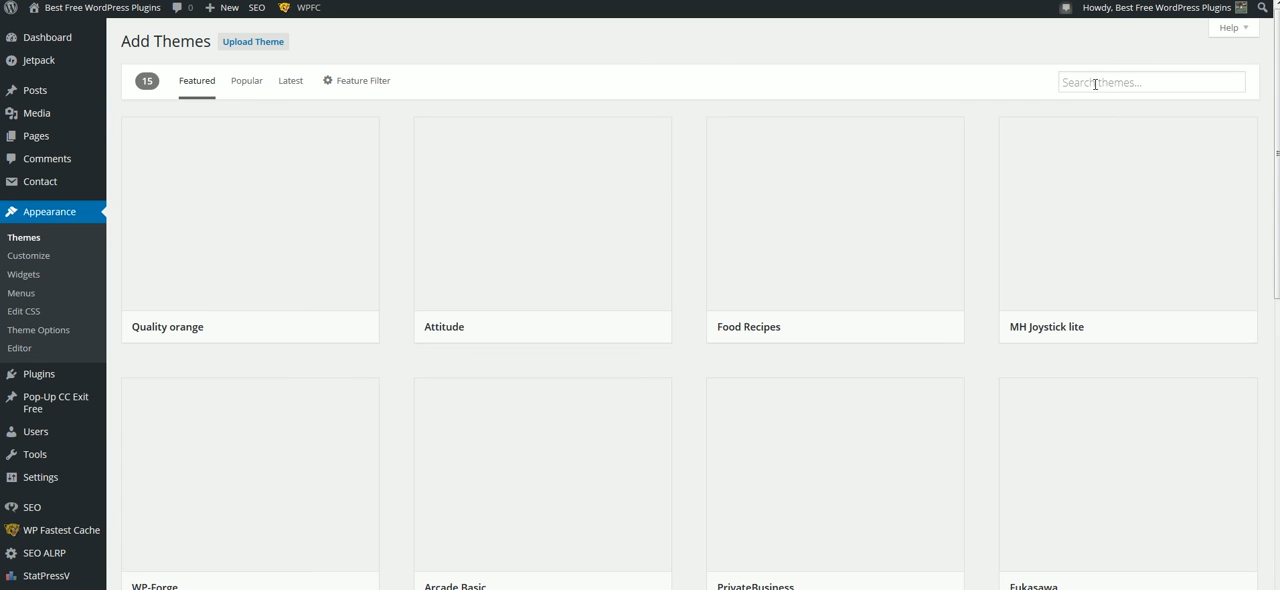 Best Free WordPress Plugins 0 New SEO WPFC Howdy, Best Free WordPress Plugins
Help
Add Themes Upload Theme
15 Featured Popular Latest Feature Filter Search themes...
Dashboard
Jetpack
Posts
Media
Pages
Comments
Contact
Appearance
Themes
Customize
Widgets
Menus
Edit CSS
Theme Options
Editor
Plugins
Pop-Up CC Exit
Free
Users
Tools
Settings
SEO
WP Fastest Cache
SEO ALRP
StatPressV
Quality orange Attitude Food Recipes MH Joystick lite
WP-Forge Arcade Basic PrivateBusiness Fukasawa